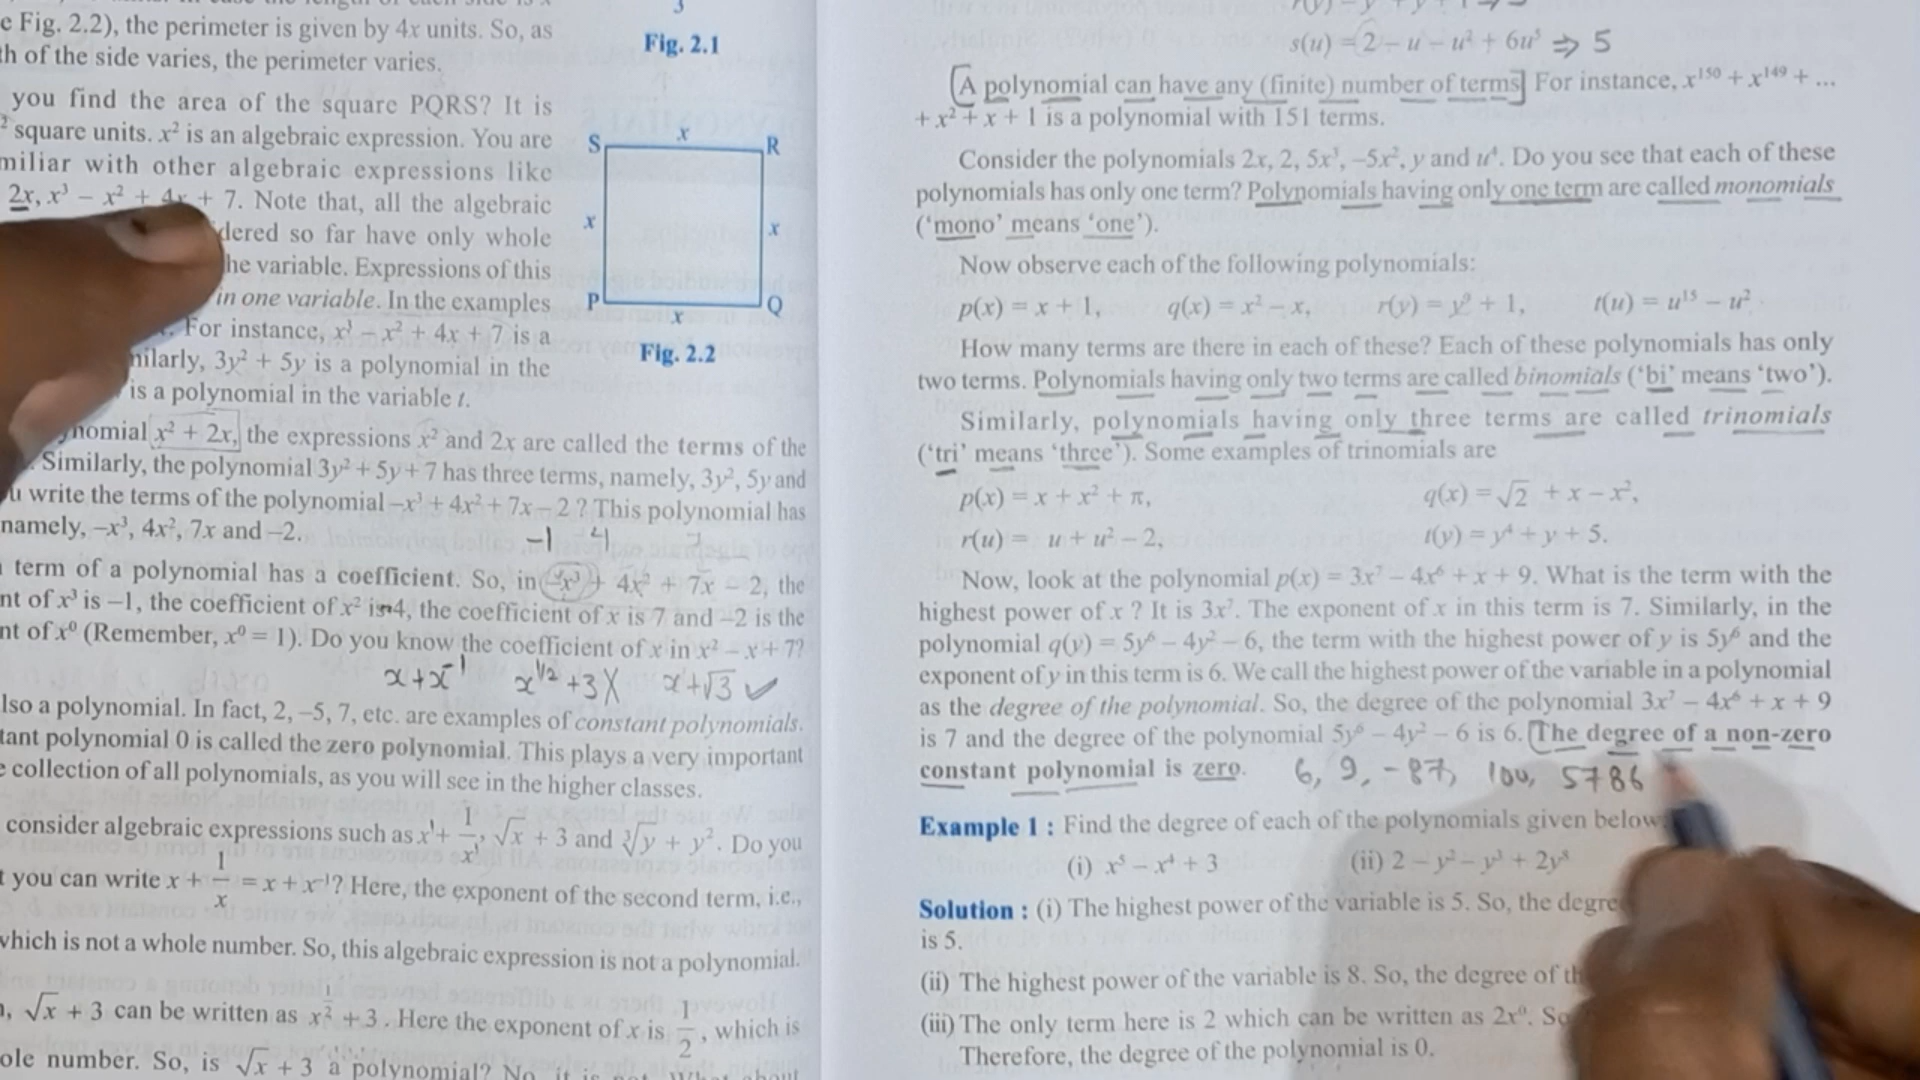 e Fig. 2.2), the perimeter is given by 4x units. So, as
th of the side varies, the perimeter varies.
you find the area of the square PQRS? It is
² square units. x² is an algebraic expression. You are
miliar with other algebraic expressions like
2x, x³ – x² + 4x + 7. Note that, all the algebraic
dered so far have only whole
he variable. Expressions of this
in one variable. In the examples
For instance, x³ – x² + 4x + 7 is a
nilarly, 3y² + 5y is a polynomial in the
is a polynomial in the variable t.
Fig. 2.1
S x R
x x
P x Q
Fig. 2.2
nomial x² + 2x, the expressions x² and 2x are called the terms of the
Similarly, the polynomial 3y² + 5y + 7 has three terms, namely, 3y², 5y and
u write the terms of the polynomial –x³ + 4x² + 7x – 2 ? This polynomial has
namely, –x³, 4x², 7x and –2.
-1 4
term of a polynomial has a coefficient. So, in –x³ + 4x² + 7x – 2, the
nt of x³ is –1, the coefficient of x² is 4, the coefficient of x is 7 and –2 is the
nt of x⁰ (Remember, x⁰ = 1). Do you know the coefficient of x in x² – x + 7?
x+x⁻¹ x^1/2 +3 X x+√3 ✓
lso a polynomial. In fact, 2, –5, 7, etc. are examples of constant polynomials.
tant polynomial 0 is called the zero polynomial. This plays a very important
e collection of all polynomials, as you will see in the higher classes.
consider algebraic expressions such as x + 1/x, √x + 3 and ∛y + y². Do you
t you can write x + 1/x = x + x⁻¹? Here, the exponent of the second term, i.e.,
which is not a whole number. So, this algebraic expression is not a polynomial.
, √x + 3 can be written as x^1/2 + 3. Here the exponent of x is 1/2, which is
ole number. So, is √x + 3 a polynomial? No, it is not.
s(u) = 2 – u – u² + 6u⁵ ⇒ 5
[A polynomial can have any (finite) number of terms] For instance, x¹⁵⁰ + x¹⁴⁹ + ...
+ x² + x + 1 is a polynomial with 151 terms.
Consider the polynomials 2x, 2, 5x³, –5x², y and u⁴. Do you see that each of these
polynomials has only one term? Polynomials having only one term are called monomials
(‘mono’ means ‘one’).
Now observe each of the following polynomials:
p(x) = x + 1, q(x) = x² – x, r(y) = y⁹ + 1, t(u) = u¹⁵ – u²
How many terms are there in each of these? Each of these polynomials has only
two terms. Polynomials having only two terms are called binomials (‘bi’ means ‘two’).
Similarly, polynomials having only three terms are called trinomials
(‘tri’ means ‘three’). Some examples of trinomials are
p(x) = x + x² + π, q(x) = √2 + x – x²,
r(u) = u + u² – 2, t(y) = y⁴ + y + 5.
Now, look at the polynomial p(x) = 3x⁷ – 4x⁶ + x + 9. What is the term with the
highest power of x ? It is 3x⁷. The exponent of x in this term is 7. Similarly, in the
polynomial q(y) = 5y⁶ – 4y² – 6, the term with the highest power of y is 5y⁶ and the
exponent of y in this term is 6. We call the highest power of the variable in a polynomial
as the degree of the polynomial. So, the degree of the polynomial 3x⁷ – 4x⁶ + x + 9
is 7 and the degree of the polynomial 5y⁶ – 4y² – 6 is 6. [The degree of a non-zero
constant polynomial is zero. 6, 9, -87, 100, 5786
Example 1 : Find the degree of each of the polynomials given below
(i) x⁵ – x⁴ + 3 (ii) 2 – y² – y³ + 2y⁸
Solution : (i) The highest power of the variable is 5. So, the degre
is 5.
(ii) The highest power of the variable is 8. So, the degree of th
(iii) The only term here is 2 which can be written as 2x⁰. So
Therefore, the degree of the polynomial is 0.